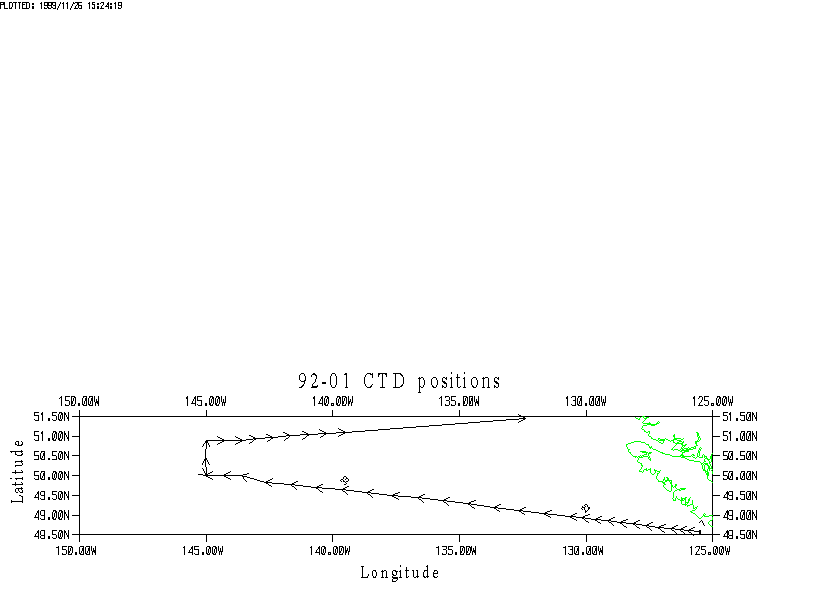 PLOTTED: 1999/11/26 15:24:19
92-01 CTD positions
150.00W 145.00W 140.00W 135.00W 130.00W 125.00W
51.50N 51.50N
51.00N 51.00N
50.50N 50.50N
50.00N 50.00N
49.50N 49.50N
49.00N 49.00N
49.50N 49.50N
Latitude
150.00W 145.00W 140.00W 135.00W 130.00W 125.00W
Longitude